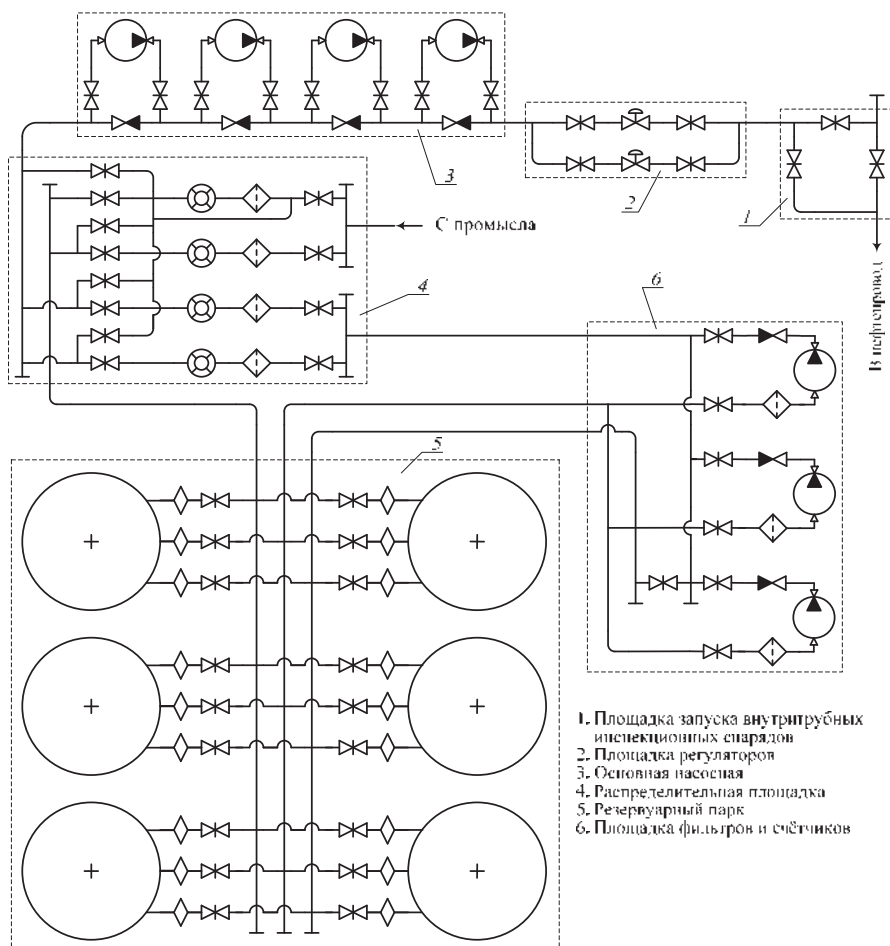 3
2
1
С промысла
4
6
В нефтепровод
5
1. Площадка запуска внутритрубных
инспекционных снарядов
2. Площадка регуляторов
3. Основная насосная
4. Распределительная площадка
5. Резервуарный парк
6. Площадка фильтров и счётчиков